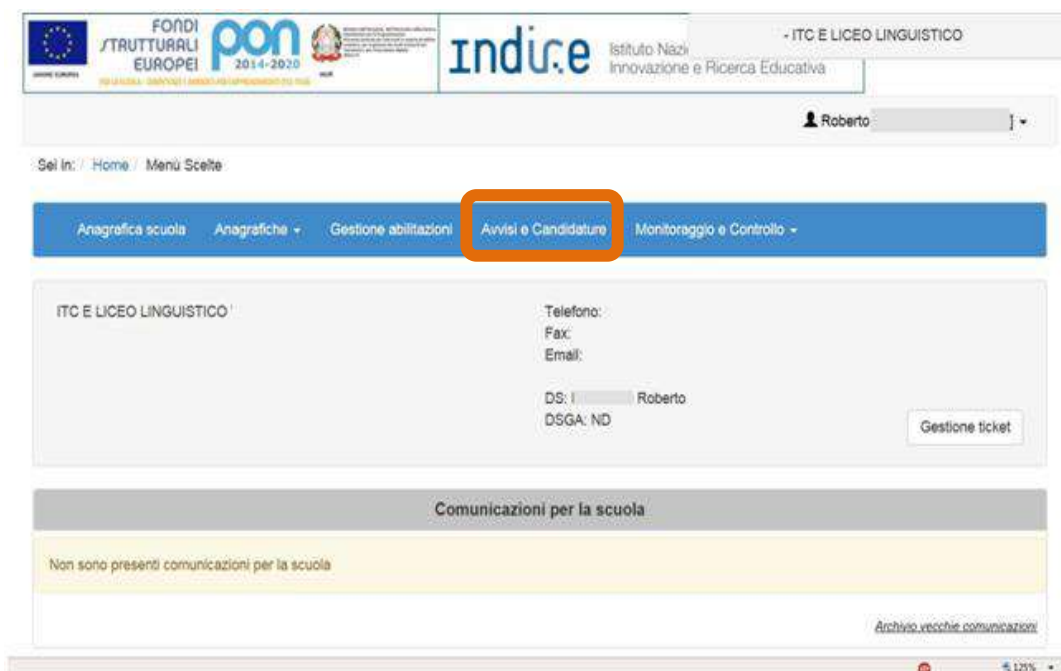 FONDI
STRUTTURALI
EUROPEI
pon
2014-2020
UNIONE EUROPEA
MIUR
Indire
Istituto Nazi
Innovazione e Ricerca Educativa
- ITC E LICEO LINGUISTICO
Roberto ]
Sei in: / Home / Menù Scelte
Anagrafica scuola Anagrafiche Gestione abilitazioni Avvisi e Candidature Monitoraggio e Controllo
ITC E LICEO LINGUISTICO '
Telefono:
Fax:
Email:
DS: I Roberto
DSGA: ND
Gestione ticket
Comunicazioni per la scuola
Non sono presenti comunicazioni per la scuola
Archivio vecchie comunicazioni
125%